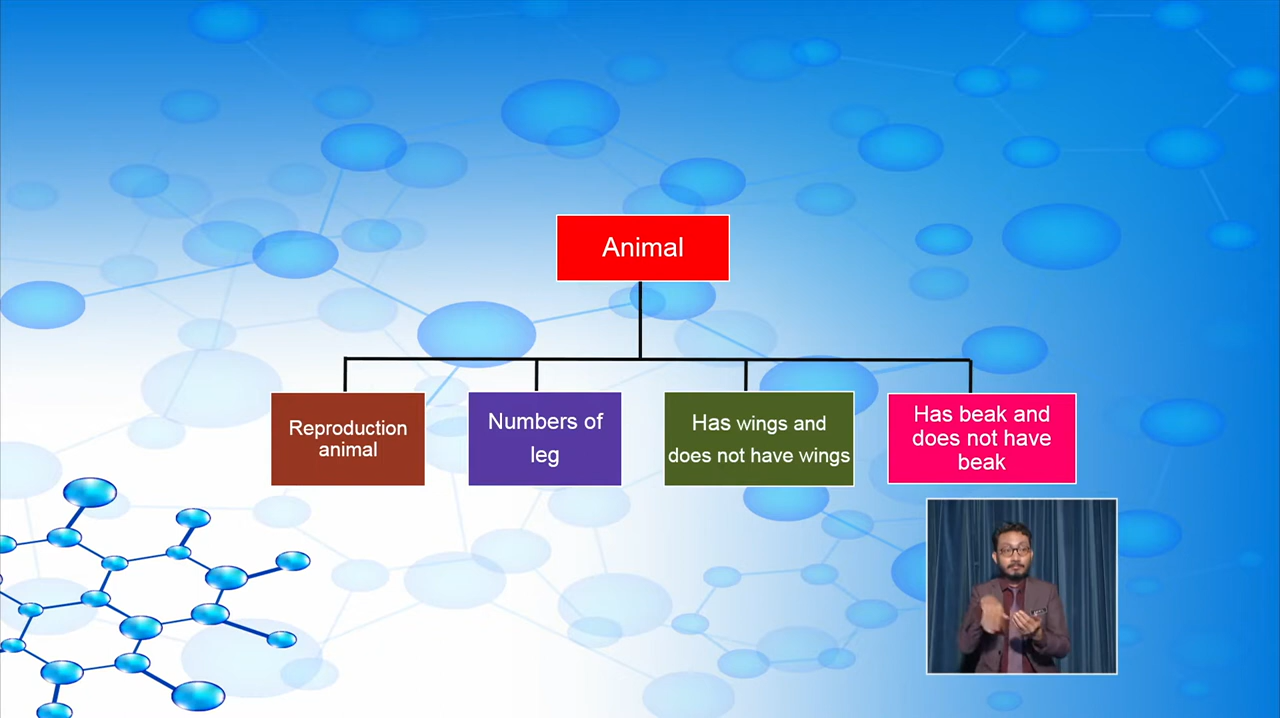 Animal
Reproduction
animal
Numbers of
leg
Has wings and
does not have wings
Has beak and
does not have
beak